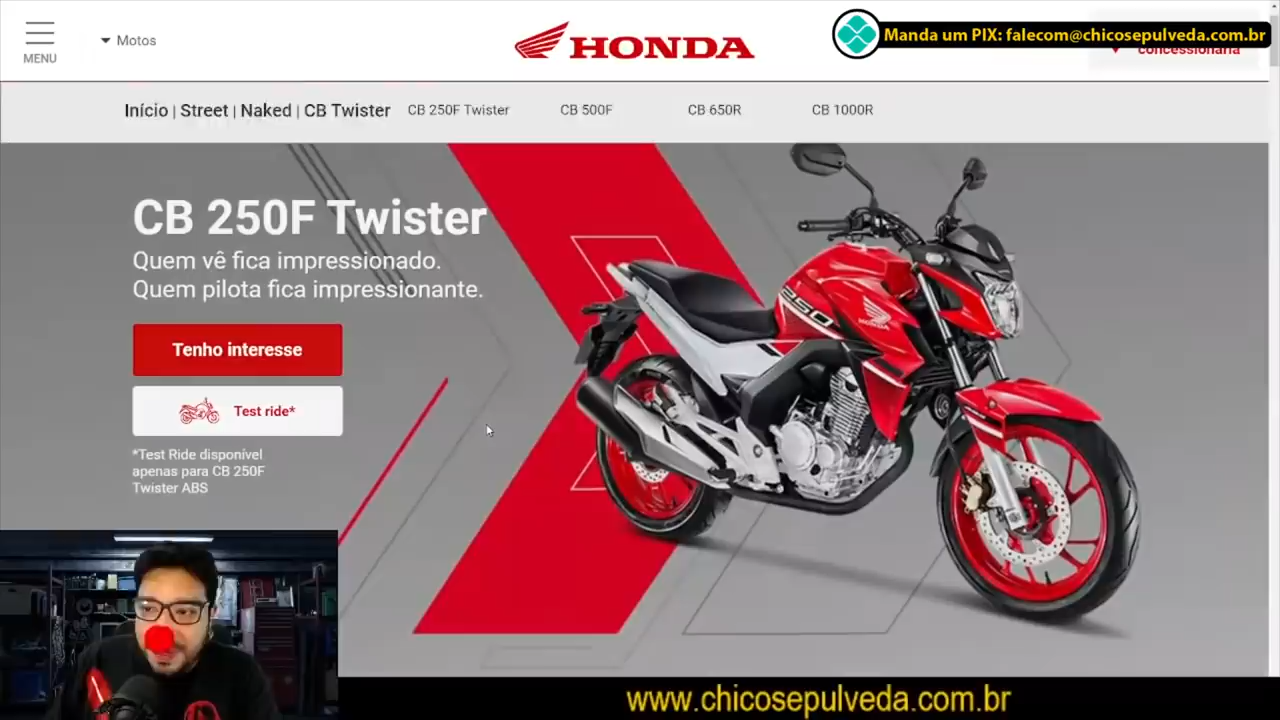 MENU
Motos
HONDA
Manda um PIX: falecom@chicosepulveda.com.br
concessionária
Início | Street | Naked | CB Twister
CB 250F Twister
CB 500F
CB 650R
CB 1000R
CB 250F Twister
Quem vê fica impressionado.
Quem pilota fica impressionante.
Tenho interesse
Test ride*
*Test Ride disponível
apenas para CB 250F
Twister ABS
250
HONDA
www.chicosepulveda.com.br